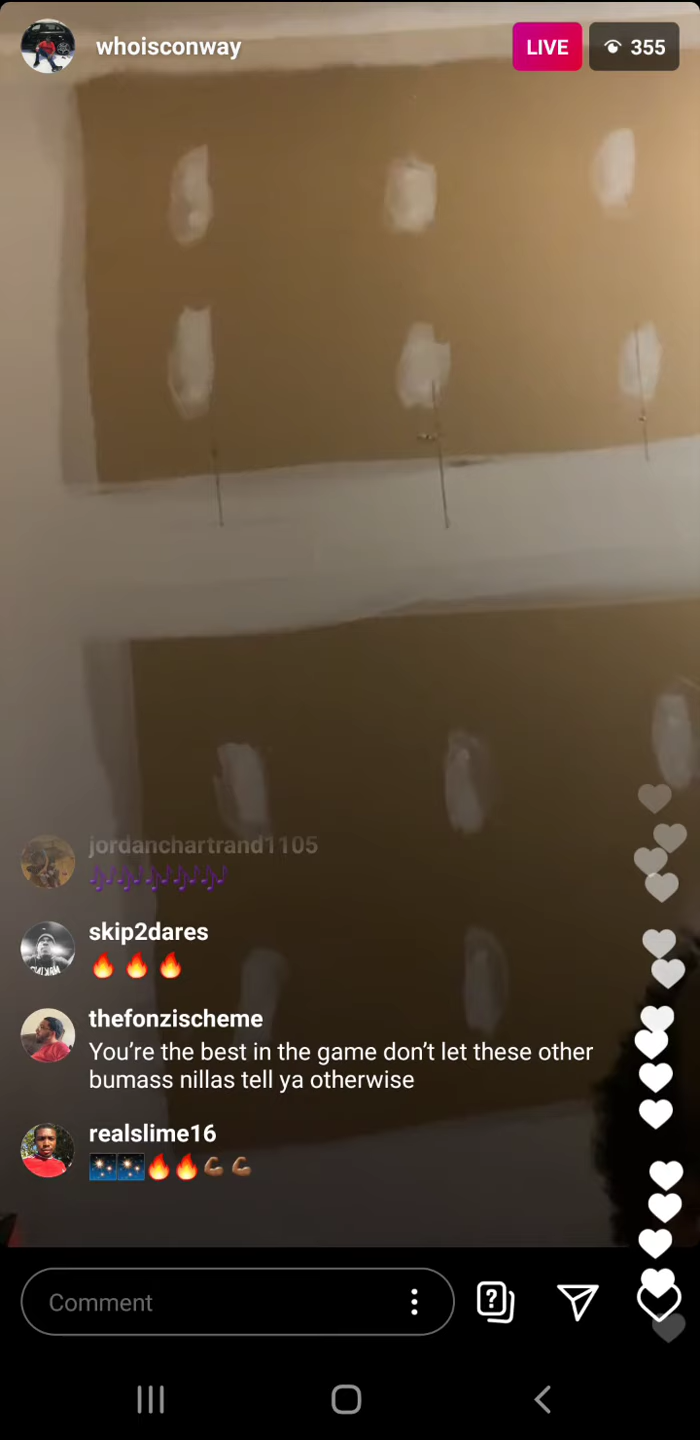 whoisconway
LIVE
355
jordanchartrand1105
🎶🎶🎶🎶🎶
skip2dares
🔥🔥🔥
thefonzischeme
You’re the best in the game don’t let these other
bumass nillas tell ya otherwise
realslime16
🎇🎇🔥🔥💪🏾💪🏾
Comment